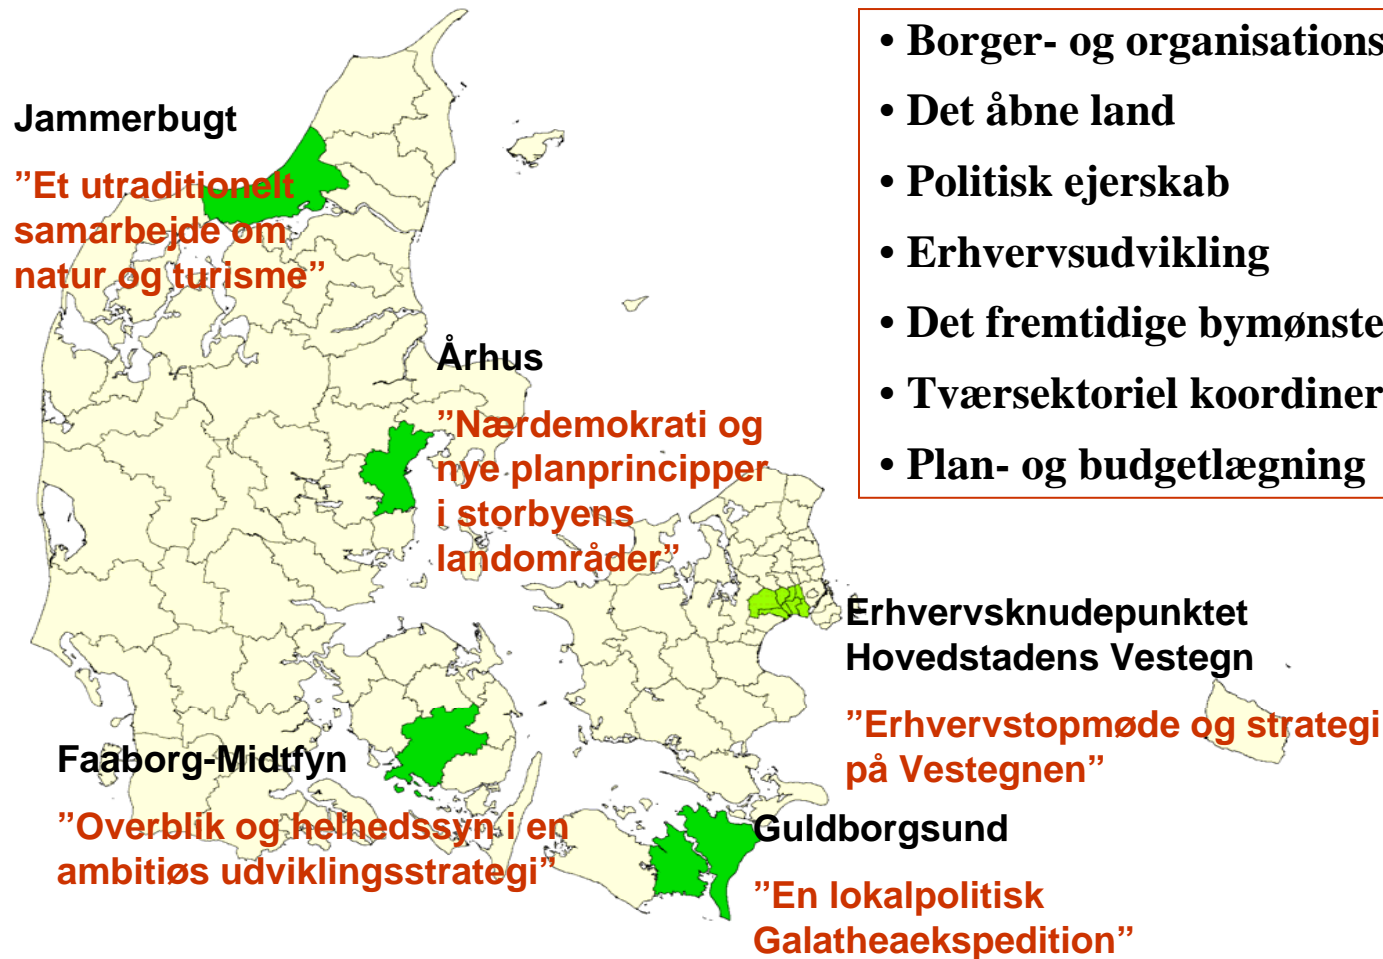 Jammerbugt
”Et utraditionelt
samarbejde om
natur og turisme”
Århus
”Nærdemokrati og
nye planprincipper
i storbyens
landområder”
• Borger- og organisations
• Det åbne land
• Politisk ejerskab
• Erhvervsudvikling
• Det fremtidige bymønste
• Tværsektoriel koordiner
• Plan- og budgetlægning
Erhvervsknudepunktet
Hovedstadens Vestegn
”Erhvervstopmøde og strategi
på Vestegnen”
Faaborg-Midtfyn
”Overblik og helhedssyn i en
ambitiøs udviklingsstrategi”
Guldborgsund
”En lokalpolitisk
Galatheaekspedition”